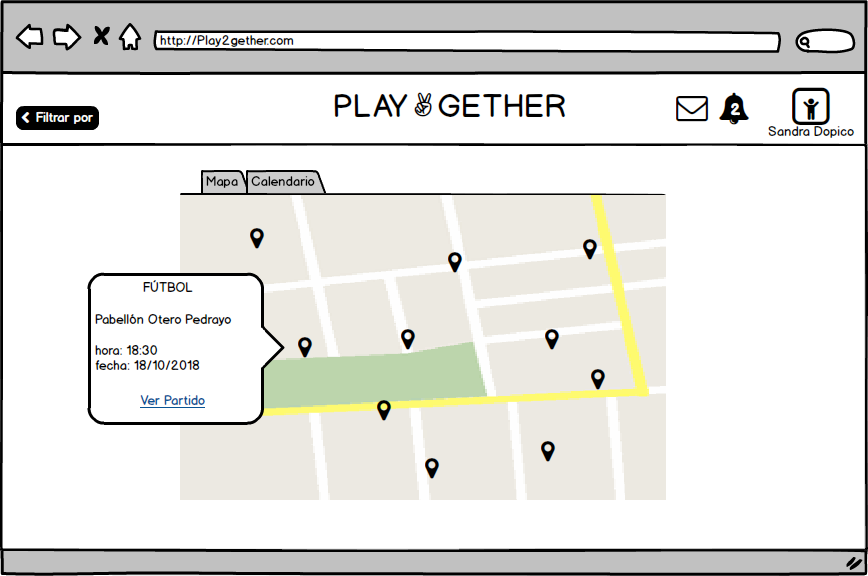 http://Play2gether.com
Filtrar por
PLAY✌GETHER
2
Sandra Dopico
Mapa
Calendario
FÚTBOL
Pabellón Otero Pedrayo
hora: 18:30
fecha: 18/10/2018
Ver Partido